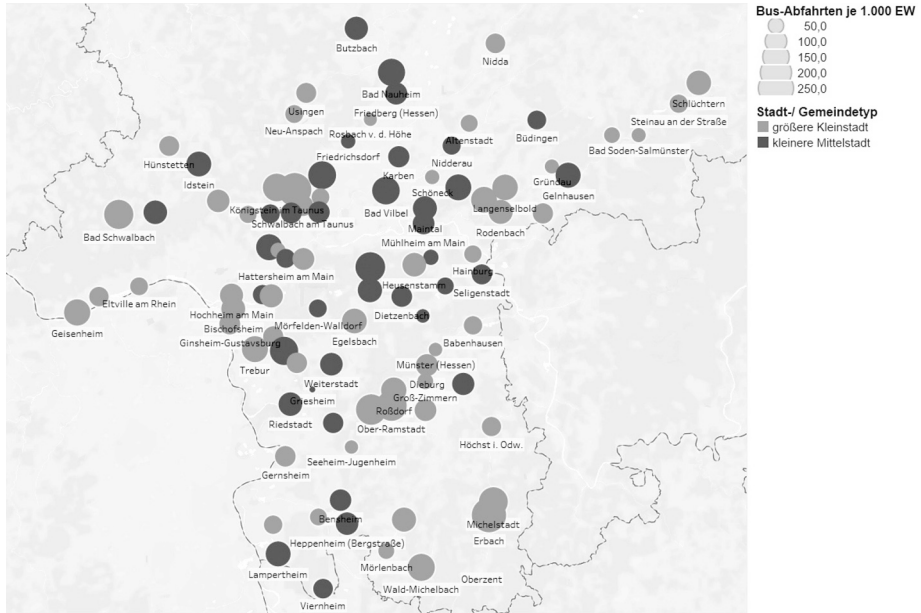 Bus-Abfahrten je 1.000 EW
50,0
100,0
150,0
200,0
250,0
Stadt-/ Gemeindetyp
größere Kleinstadt
kleinere Mittelstadt
Butzbach
Nidda
Bad Nauheim
Schlüchtern
Usingen
Friedberg (Hessen)
Steinau an der Straße
Neu-Anspach
Rosbach v. d. Höhe
Altenstadt
Büdingen
Bad Soden-Salmünster
Friedrichsdorf
Nidderau
Hünstetten
Karben
Idstein
Gründau
Schöneck
Gelnhausen
Königstein im Taunus
Bad Vilbel
Langenselbold
Schwalbach am Taunus
Maintal
Rodenbach
Bad Schwalbach
Mühlheim am Main
Hattersheim am Main
Hainburg
Heusenstamm
Seligenstadt
Eltville am Rhein
Hochheim am Main
Dietzenbach
Geisenheim
Bischofsheim
Mörfelden-Walldorf
Ginsheim-Gustavsburg
Egelsbach
Babenhausen
Trebur
Münster (Hessen)
Weiterstadt
Dieburg
Griesheim
Groß-Zimmern
Roßdorf
Riedstadt
Ober-Ramstadt
Höchst i. Odw.
Seeheim-Jugenheim
Gernsheim
Bensheim
Michelstadt
Heppenheim (Bergstraße)
Erbach
Mörlenbach
Lampertheim
Oberzent
Wald-Michelbach
Viernheim